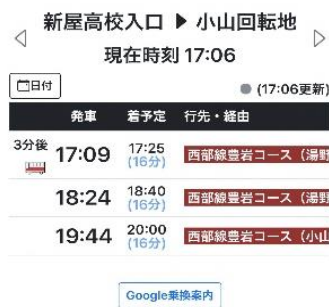 新屋高校入口 ▶ 小山回転地
現在時刻 17:06
日付
(17:06更新)
発車 着予定 行先・経由
3分後 17:09 17:25 (16分) 西部線豊岩コース(湯野
18:24 18:40 (16分) 西部線豊岩コース(湯野
19:44 20:00 (16分) 西部線豊岩コース(小山
Google乗換案内